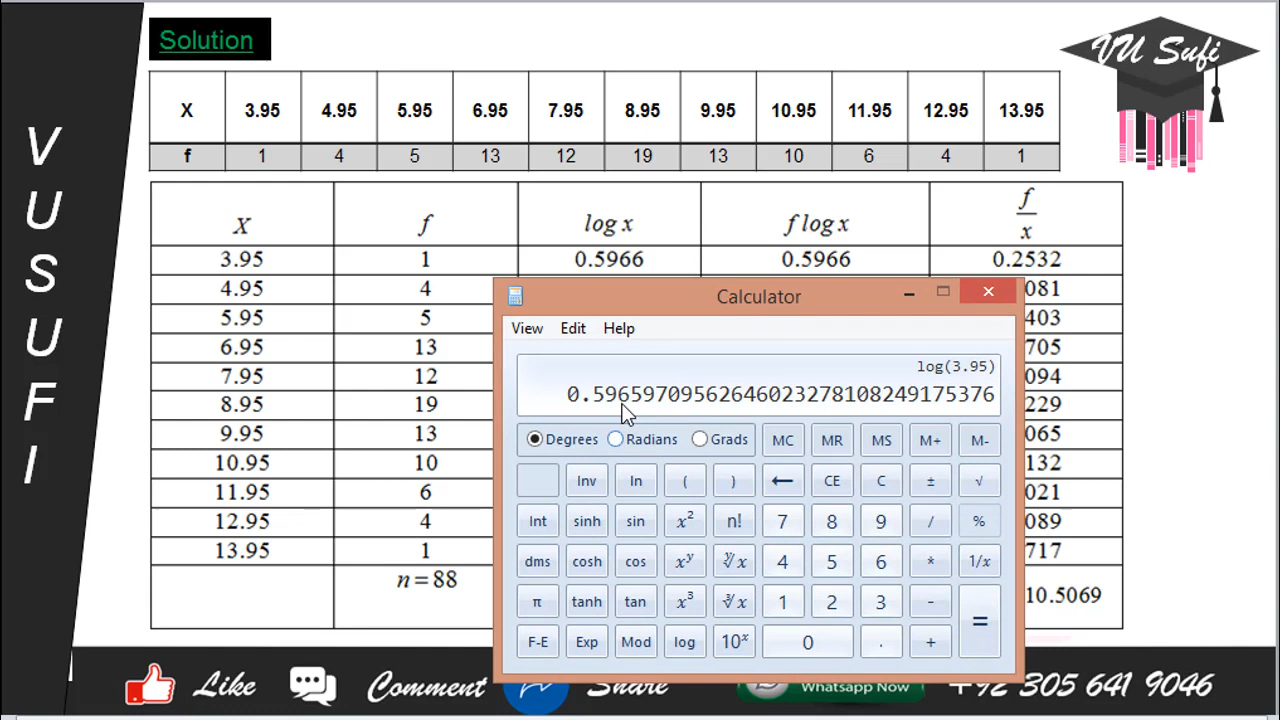 Solution
VU Sufi
V
U
S
U
F
I
X 3.95 4.95 5.95 6.95 7.95 8.95 9.95 10.95 11.95 12.95 13.95
f 1 4 5 13 12 19 13 10 6 4 1
X f log x f log x f/x
3.95 1 0.5966 0.5966 0.2532
4.95 4 081
5.95 5 403
6.95 13 705
7.95 12 094
8.95 19 229
9.95 13 065
10.95 10 132
11.95 6 021
12.95 4 089
13.95 1 717
n = 88 10.5069
Calculator
View Edit Help
log(3.95)
0.59659709562646023278108249175376
Degrees Radians Grads MC MR MS M+ M-
Inv ln ( ) ← CE C ± √
Int sinh sin x² n! 7 8 9 / %
dms cosh cos xʸ ʸ√x 4 5 6 * 1/x
π tanh tan x³ ³√x 1 2 3 - =
F-E Exp Mod log 10ˣ 0 . +
Like Comment Share Whatsapp Now +92 305 641 9046